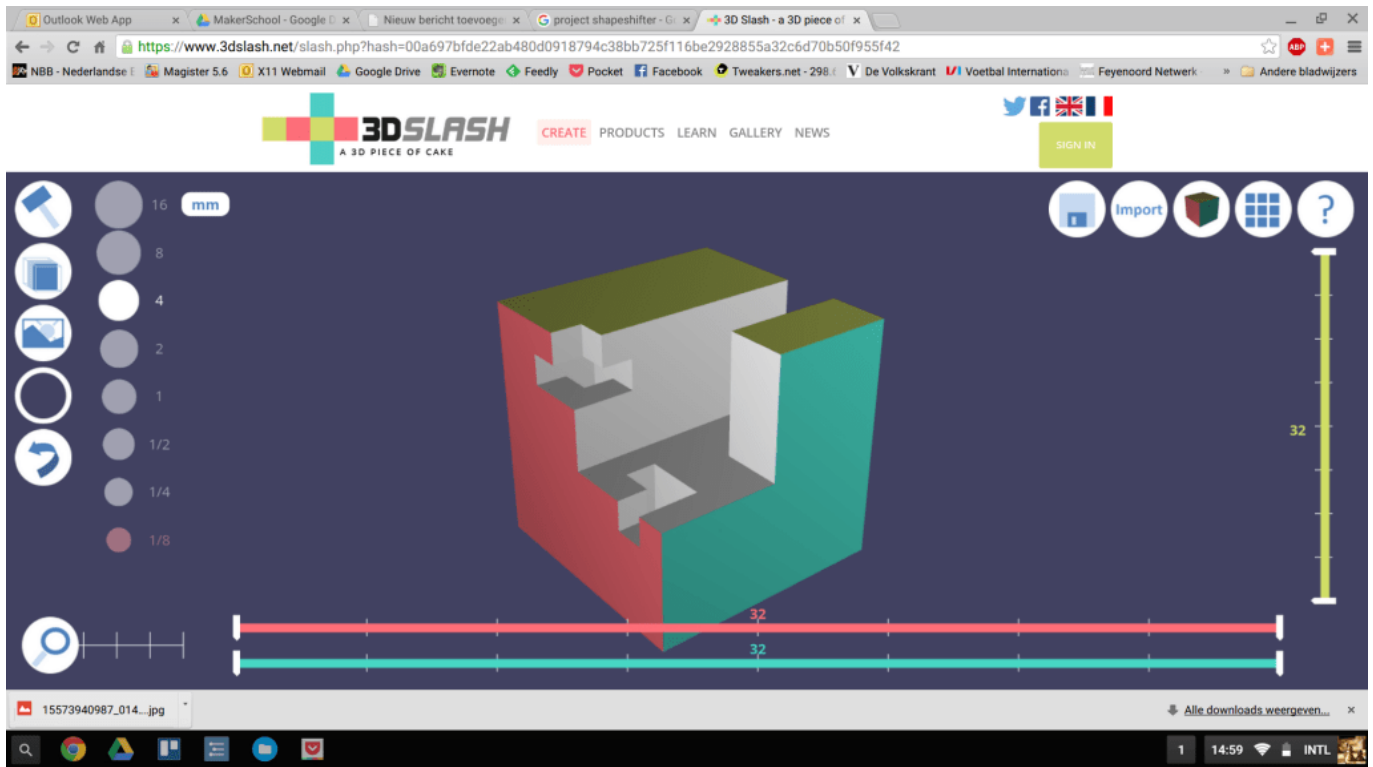 Outlook Web App
MakerSchool - Google D
Nieuw bericht toevoege
project shapeshifter - G
3D Slash - a 3D piece of
https://www.3dslash.net/slash.php?hash=00a697bfde22ab480d0918794c38bb725f116be2928855a32c6d70b50f955f42
ABP
NBB - Nederlandse
Magister 5.6
X11 Webmail
Google Drive
Evernote
Feedly
Pocket
Facebook
Tweakers.net - 298.
De Volkskrant
Voetbal Internationa
Feyenoord Netwerk
»
Andere bladwijzers
3DSLASH
A 3D PIECE OF CAKE
CREATE PRODUCTS LEARN GALLERY NEWS
SIGN IN
16 mm
8
4
2
1
1/2
1/4
1/8
Import
?
32
32
32
15573940987_014....jpg
Alle downloads weergeven...
1 14:59 INTL